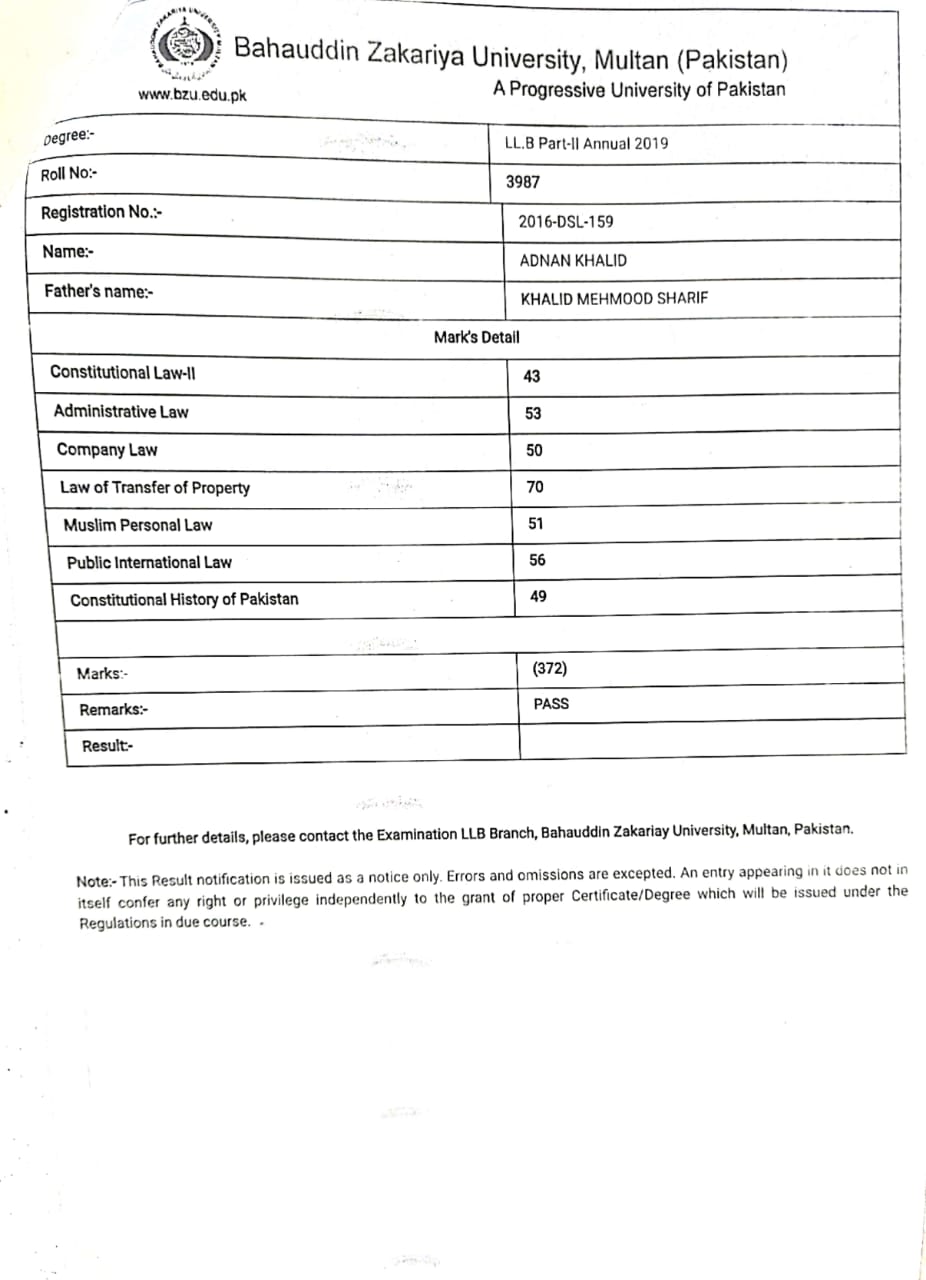 BAHAUDDIN ZAKARIYA UNIVERSITY
Bahauddin Zakariya University, Multan (Pakistan)
www.bzu.edu.pk A Progressive University of Pakistan
Degree:- LL.B Part-II Annual 2019
Roll No:- 3987
Registration No.:- 2016-DSL-159
Name:- ADNAN KHALID
Father's name:- KHALID MEHMOOD SHARIF
Mark's Detail
Constitutional Law-II 43
Administrative Law 53
Company Law 50
Law of Transfer of Property 70
Muslim Personal Law 51
Public International Law 56
Constitutional History of Pakistan 49
Marks:- (372)
Remarks:- PASS
Result:-
For further details, please contact the Examination LLB Branch, Bahauddin Zakariay University, Multan, Pakistan.
Note:- This Result notification is issued as a notice only. Errors and omissions are excepted. An entry appearing in it does not in
itself confer any right or privilege independently to the grant of proper Certificate/Degree which will be issued under the
Regulations in due course. -